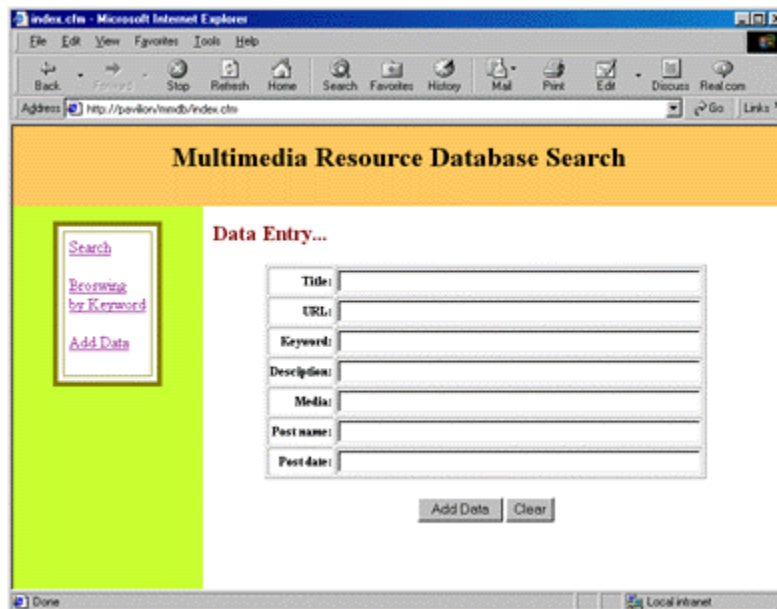 index.cfm - Microsoft Internet Explorer
File Edit View Favorites Tools Help
Back Forward Stop Refresh Home Search Favorites History Mail Print Edit Discuss Real.com
Address http://pavilion/mmdb/index.cfm Go Links
Multimedia Resource Database Search
Search
Broswing
by Keyword
Add Data
Data Entry...
Title:
URL:
Keyword:
Desciption:
Media:
Post name:
Post date:
Add Data Clear
Done Local intranet